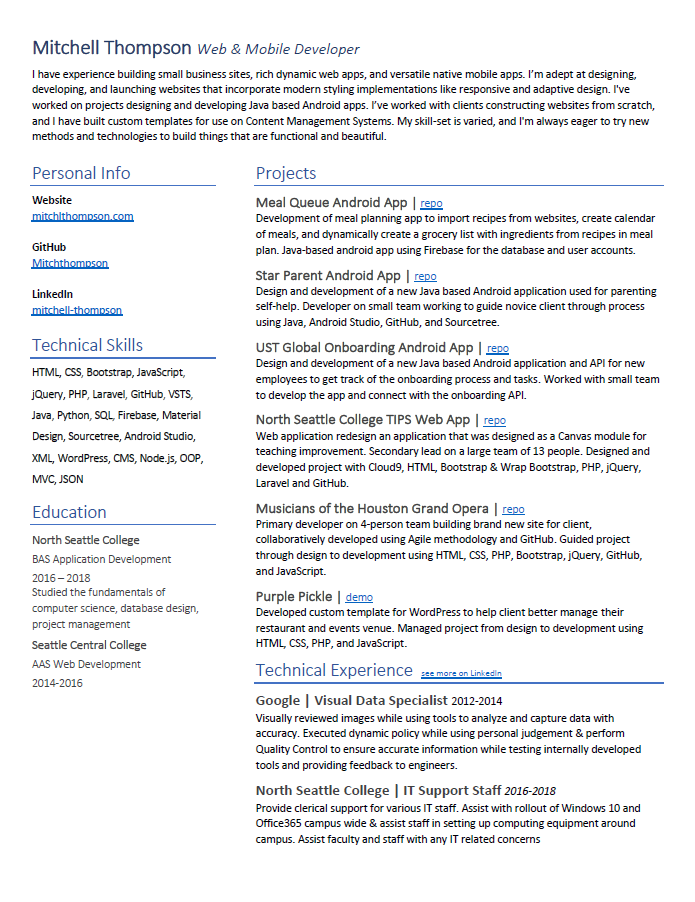 Mitchell Thompson Web & Mobile Developer
I have experience building small business sites, rich dynamic web apps, and versatile native mobile apps. I'm adept at designing,
developing, and launching websites that incorporate modern styling implementations like responsive and adaptive design. I've
worked on projects designing and developing Java based Android apps. I've worked with clients constructing websites from scratch,
and I have built custom templates for use on Content Management Systems. My skill-set is varied, and I'm always eager to try new
methods and technologies to build things that are functional and beautiful.
Personal Info
Website
mitchlthompson.com
GitHub
Mitchthompson
LinkedIn
mitchell-thompson
Technical Skills
HTML, CSS, Bootstrap, JavaScript,
jQuery, PHP, Laravel, GitHub, VSTS,
Java, Python, SQL, Firebase, Material
Design, Sourcetree, Android Studio,
XML, WordPress, CMS, Node.js, OOP,
MVC, JSON
Education
North Seattle College
BAS Application Development
2016 – 2018
Studied the fundamentals of
computer science, database design,
project management
Seattle Central College
AAS Web Development
2014-2016
Projects
Meal Queue Android App | repo
Development of meal planning app to import recipes from websites, create calendar
of meals, and dynamically create a grocery list with ingredients from recipes in meal
plan. Java-based android app using Firebase for the database and user accounts.
Star Parent Android App | repo
Design and development of a new Java based Android application used for parenting
self-help. Developer on small team working to guide novice client through process
using Java, Android Studio, GitHub, and Sourcetree.
UST Global Onboarding Android App | repo
Design and development of a new Java based Android application and API for new
employees to get track of the onboarding process and tasks. Worked with small team
to develop the app and connect with the onboarding API.
North Seattle College TIPS Web App | repo
Web application redesign an application that was designed as a Canvas module for
teaching improvement. Secondary lead on a large team of 13 people. Designed and
developed project with Cloud9, HTML, Bootstrap & Wrap Bootstrap, PHP, jQuery,
Laravel and GitHub.
Musicians of the Houston Grand Opera | repo
Primary developer on 4-person team building brand new site for client,
collaboratively developed using Agile methodology and GitHub. Guided project
through design to development using HTML, CSS, PHP, Bootstrap, jQuery, GitHub,
and JavaScript.
Purple Pickle | demo
Developed custom template for WordPress to help client better manage their
restaurant and events venue. Managed project from design to development using
HTML, CSS, PHP, and JavaScript.
Technical Experience see more on LinkedIn
Google | Visual Data Specialist 2012-2014
Visually reviewed images while using tools to analyze and capture data with
accuracy. Executed dynamic policy while using personal judgement & perform
Quality Control to ensure accurate information while testing internally developed
tools and providing feedback to engineers.
North Seattle College | IT Support Staff 2016-2018
Provide clerical support for various IT staff. Assist with rollout of Windows 10 and
Office365 campus wide & assist staff in setting up computing equipment around
campus. Assist faculty and staff with any IT related concerns